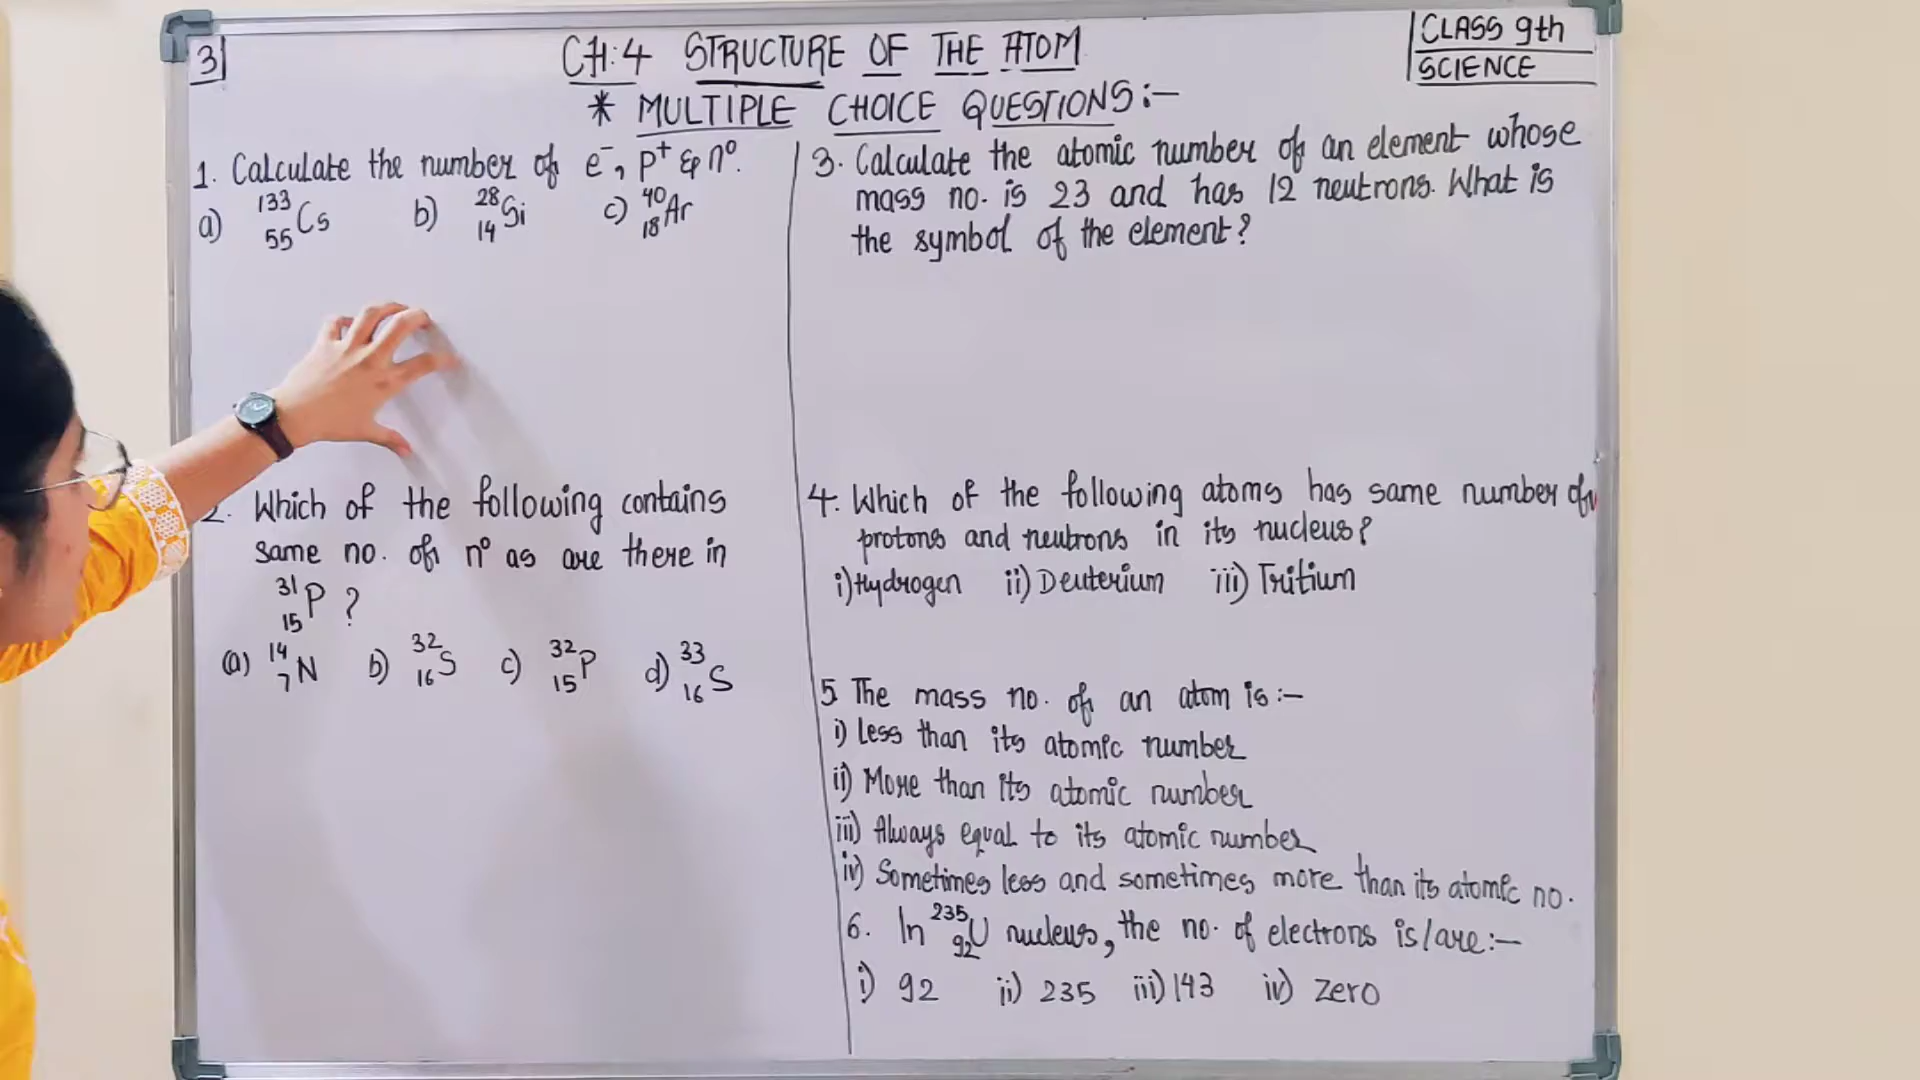 3
CH:4 STRUCTURE OF THE ATOM
CLASS 9th
SCIENCE
* MULTIPLE CHOICE QUESTIONS:-
1. Calculate the number of e⁻, p⁺ & n⁰.
a) ¹³³₅₅Cs b) ²⁸₁₄Si c) ⁴⁰₁₈Ar
2. Which of the following contains
same no. of n⁰ as are there in
³¹₁₅P ?
(a) ¹⁴₇N b) ³²₁₆S c) ³²₁₅P d) ³³₁₆S
3. Calculate the atomic number of an element whose
mass no. is 23 and has 12 neutrons. What is
the symbol of the element?
4. Which of the following atoms has same number of
protons and neutrons in its nucleus?
i) Hydrogen ii) Deuterium iii) Tritium
5. The mass no. of an atom is:-
i) Less than its atomic number
ii) More than its atomic number
iii) Always equal to its atomic number
iv) Sometimes less and sometimes more than its atomic no.
6. In ²³⁵₉₂U nucleus, the no. of electrons is/are:-
i) 92 ii) 235 iii) 143 iv) zero